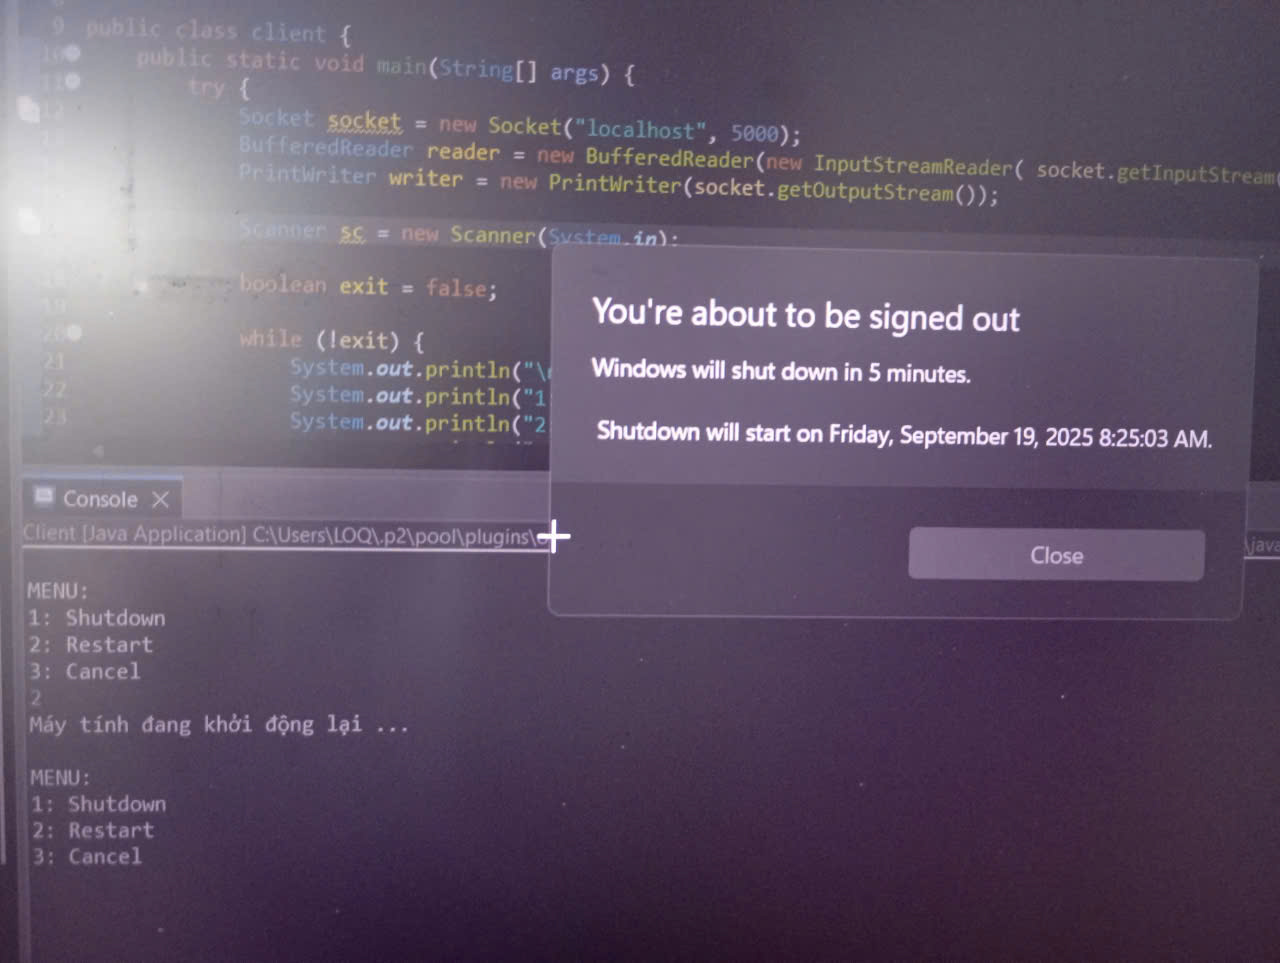 9 public class client {
10 public static void main(String[] args) {
11 try {
12 Socket socket = new Socket("localhost", 5000);
BufferedReader reader = new BufferedReader(new InputStreamReader( socket.getInputStream(
PrintWriter writer = new PrintWriter(socket.getOutputStream());
Scanner sc = new Scanner(System.in);
boolean exit = false;
19
20 while (!exit) {
21 System.out.println("\
22 System.out.println("1
23 System.out.println("2
You're about to be signed out
Windows will shut down in 5 minutes.
Shutdown will start on Friday, September 19, 2025 8:25:03 AM.
Close
Console
Client [Java Application] C:\Users\LOQ\.p2\pool\plugins\ \java
MENU:
1: Shutdown
2: Restart
3: Cancel
2
Máy tính đang khởi động lại ...
MENU:
1: Shutdown
2: Restart
3: Cancel